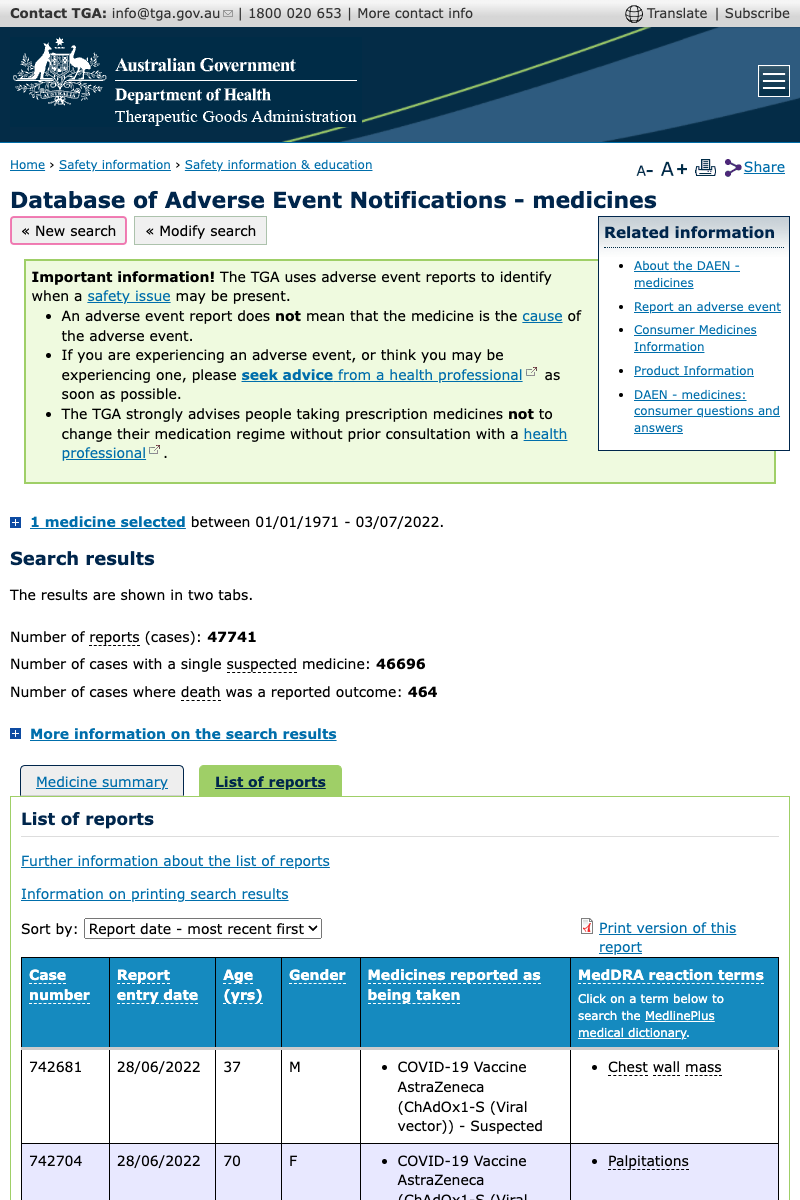 Contact TGA: info@tga.gov.au | 1800 020 653 | More contact info
Translate | Subscribe
Australian Government
Department of Health
Therapeutic Goods Administration
Home › Safety information › Safety information & education
A- A+ Share
Database of Adverse Event Notifications - medicines
« New search
« Modify search
Important information! The TGA uses adverse event reports to identify
when a safety issue may be present.
• An adverse event report does not mean that the medicine is the cause of
the adverse event.
• If you are experiencing an adverse event, or think you may be
experiencing one, please seek advice from a health professional as
soon as possible.
• The TGA strongly advises people taking prescription medicines not to
change their medication regime without prior consultation with a health
professional.
Related information
• About the DAEN -
medicines
• Report an adverse event
• Consumer Medicines
Information
• Product Information
• DAEN - medicines:
consumer questions and
answers
1 medicine selected between 01/01/1971 - 03/07/2022.
Search results
The results are shown in two tabs.
Number of reports (cases): 47741
Number of cases with a single suspected medicine: 46696
Number of cases where death was a reported outcome: 464
More information on the search results
Medicine summary
List of reports
List of reports
Further information about the list of reports
Information on printing search results
Sort by: Report date - most recent first
Print version of this
report
Case
number
Report
entry date
Age
(yrs)
Gender
Medicines reported as
being taken
MedDRA reaction terms
Click on a term below to
search the MedlinePlus
medical dictionary.
742681
28/06/2022
37
M
• COVID-19 Vaccine
AstraZeneca
(ChAdOx1-S (Viral
vector)) - Suspected
• Chest wall mass
742704
28/06/2022
70
F
• COVID-19 Vaccine
AstraZeneca
(ChAdOx1-S (Viral
• Palpitations